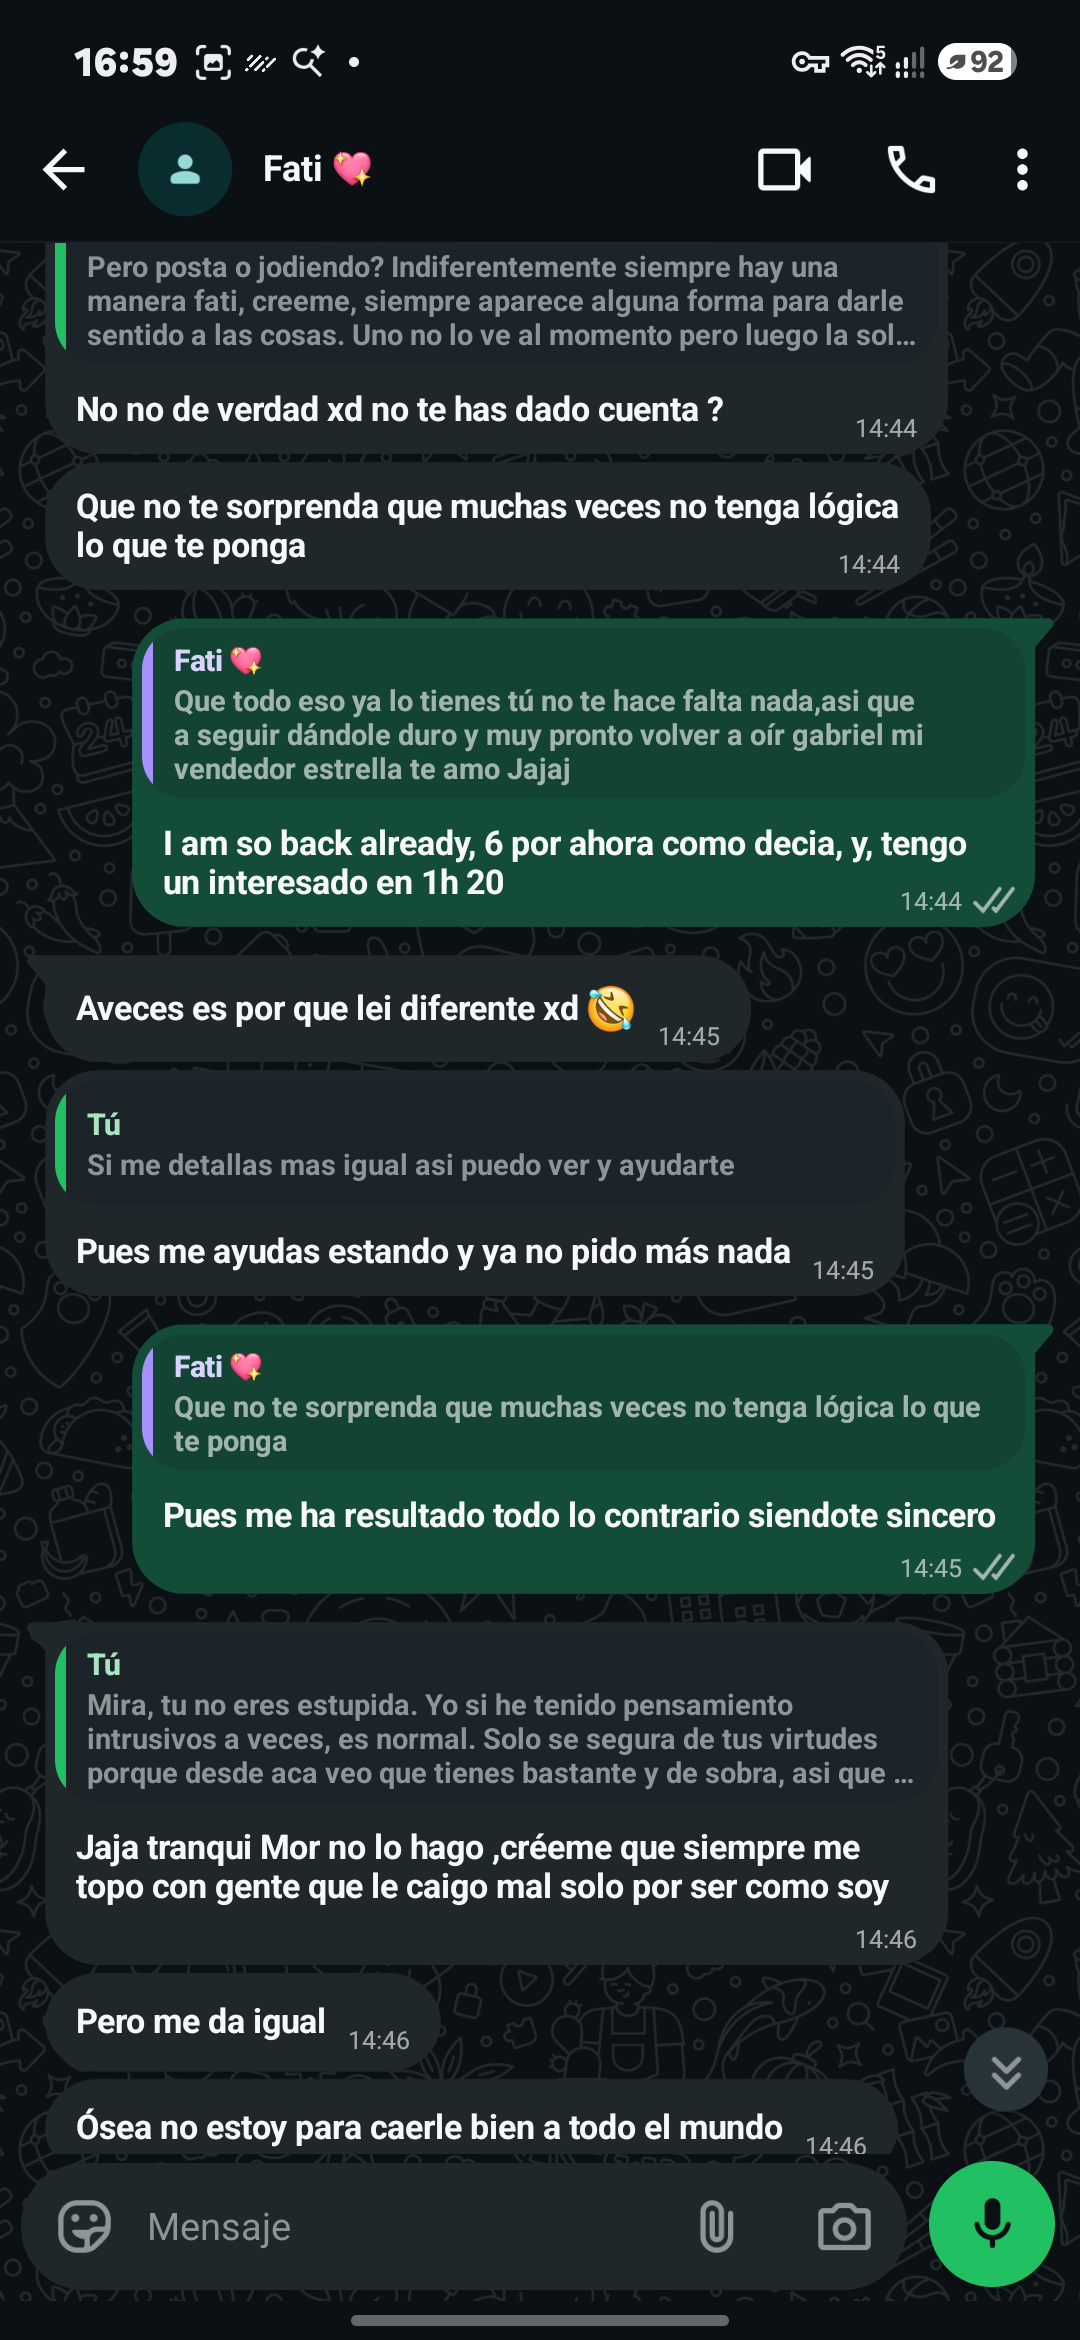 16:59
5
92
Fati 💖
Pero posta o jodiendo? Indiferentemente siempre hay una
manera fati, creeme, siempre aparece alguna forma para darle
sentido a las cosas. Uno no lo ve al momento pero luego la sol...
No no de verdad xd no te has dado cuenta ?
14:44
Que no te sorprenda que muchas veces no tenga lógica
lo que te ponga
14:44
Fati 💖
Que todo eso ya lo tienes tú no te hace falta nada,asi que
a seguir dándole duro y muy pronto volver a oír gabriel mi
vendedor estrella te amo Jajaj
I am so back already, 6 por ahora como decia, y, tengo
un interesado en 1h 20
14:44
Aveces es por que lei diferente xd 🤣
14:45
Tú
Si me detallas mas igual asi puedo ver y ayudarte
Pues me ayudas estando y ya no pido más nada
14:45
Fati 💖
Que no te sorprenda que muchas veces no tenga lógica lo que
te ponga
Pues me ha resultado todo lo contrario siendote sincero
14:45
Tú
Mira, tu no eres estupida. Yo si he tenido pensamiento
intrusivos a veces, es normal. Solo se segura de tus virtudes
porque desde aca veo que tienes bastante y de sobra, asi que ...
Jaja tranqui Mor no lo hago ,créeme que siempre me
topo con gente que le caigo mal solo por ser como soy
14:46
Pero me da igual
14:46
Ósea no estoy para caerle bien a todo el mundo
14:46
Mensaje